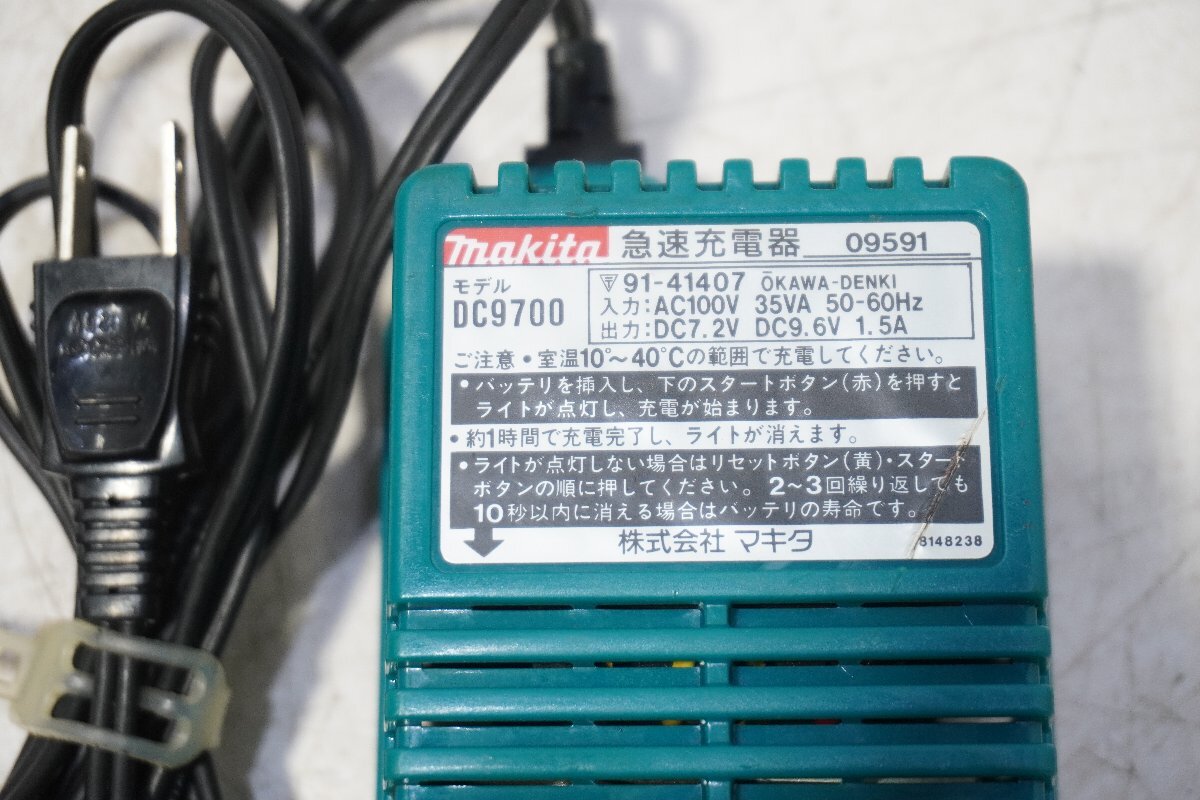 makita 急速充電器 09591
モデル
DC9700
〒91-41407 ŌKAWA-DENKI
入力:AC100V 35VA 50-60Hz
出力:DC7.2V DC9.6V 1.5A
ご注意・室温10°〜40℃の範囲で充電してください。
・バッテリを挿入し、下のスタートボタン(赤)を押すと
ライトが点灯し、充電が始まります。
・約1時間で充電完了し、ライトが消えます。
・ライトが点灯しない場合はリセットボタン(黄)・スタート
ボタンの順に押してください。2〜3回繰り返しても
10秒以内に消える場合はバッテリの寿命です。
株式会社 マキタ
8148238